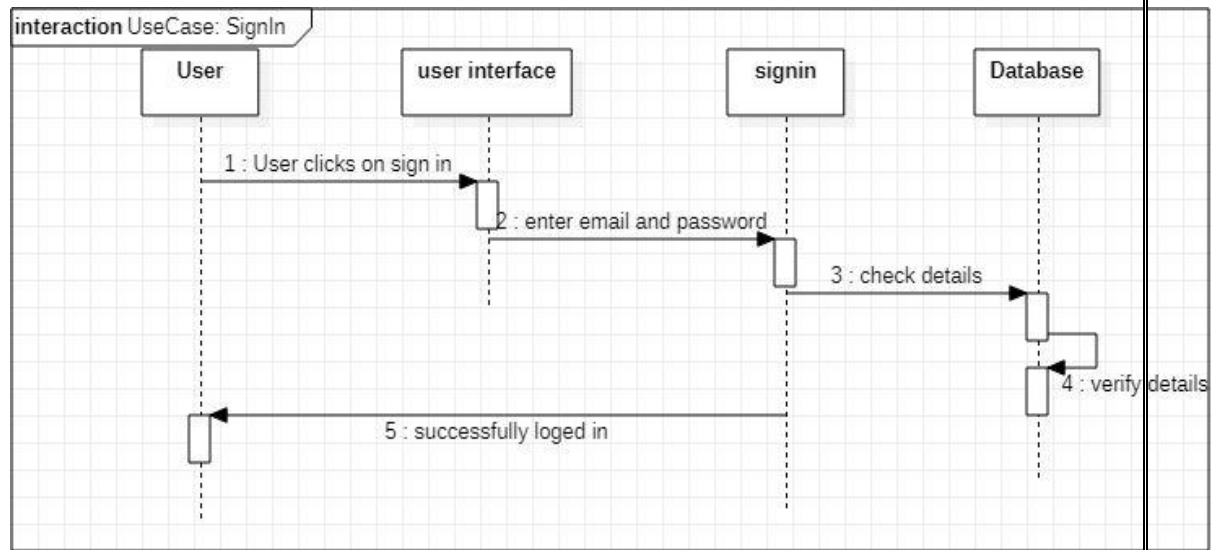 interaction UseCase: SignIn
User
user interface
signin
Database
1 : User clicks on sign in
2 : enter email and password
3 : check details
4 : verify details
5 : successfully loged in